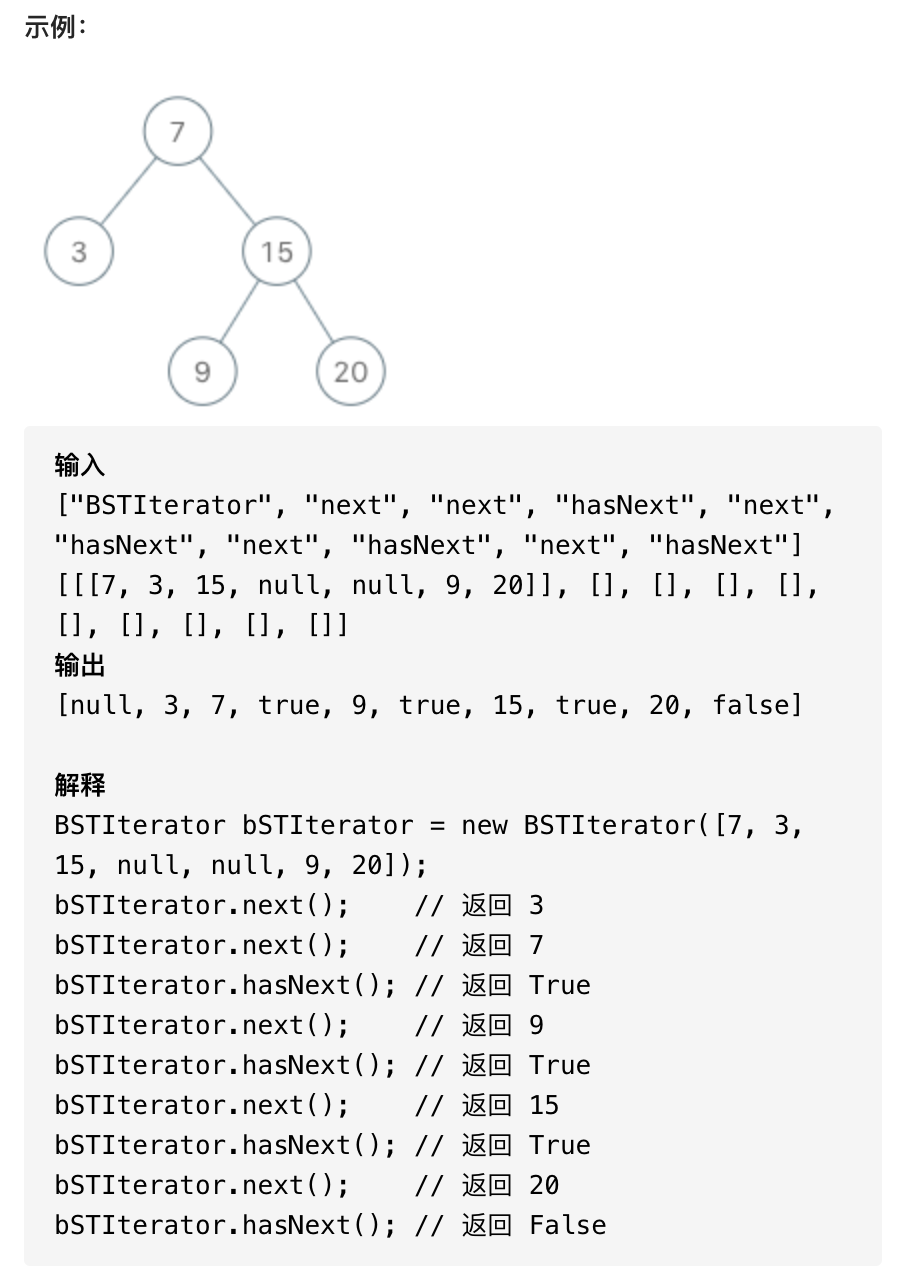 示例：
7
3
15
9
20
输入
["BSTIterator", "next", "next", "hasNext", "next",
"hasNext", "next", "hasNext", "next", "hasNext"]
[[[7, 3, 15, null, null, 9, 20]], [], [], [], [],
[], [], [], [], []]
输出
[null, 3, 7, true, 9, true, 15, true, 20, false]
解释
BSTIterator bSTIterator = new BSTIterator([7, 3,
15, null, null, 9, 20]);
bSTIterator.next();    // 返回 3
bSTIterator.next();    // 返回 7
bSTIterator.hasNext(); // 返回 True
bSTIterator.next();    // 返回 9
bSTIterator.hasNext(); // 返回 True
bSTIterator.next();    // 返回 15
bSTIterator.hasNext(); // 返回 True
bSTIterator.next();    // 返回 20
bSTIterator.hasNext(); // 返回 False